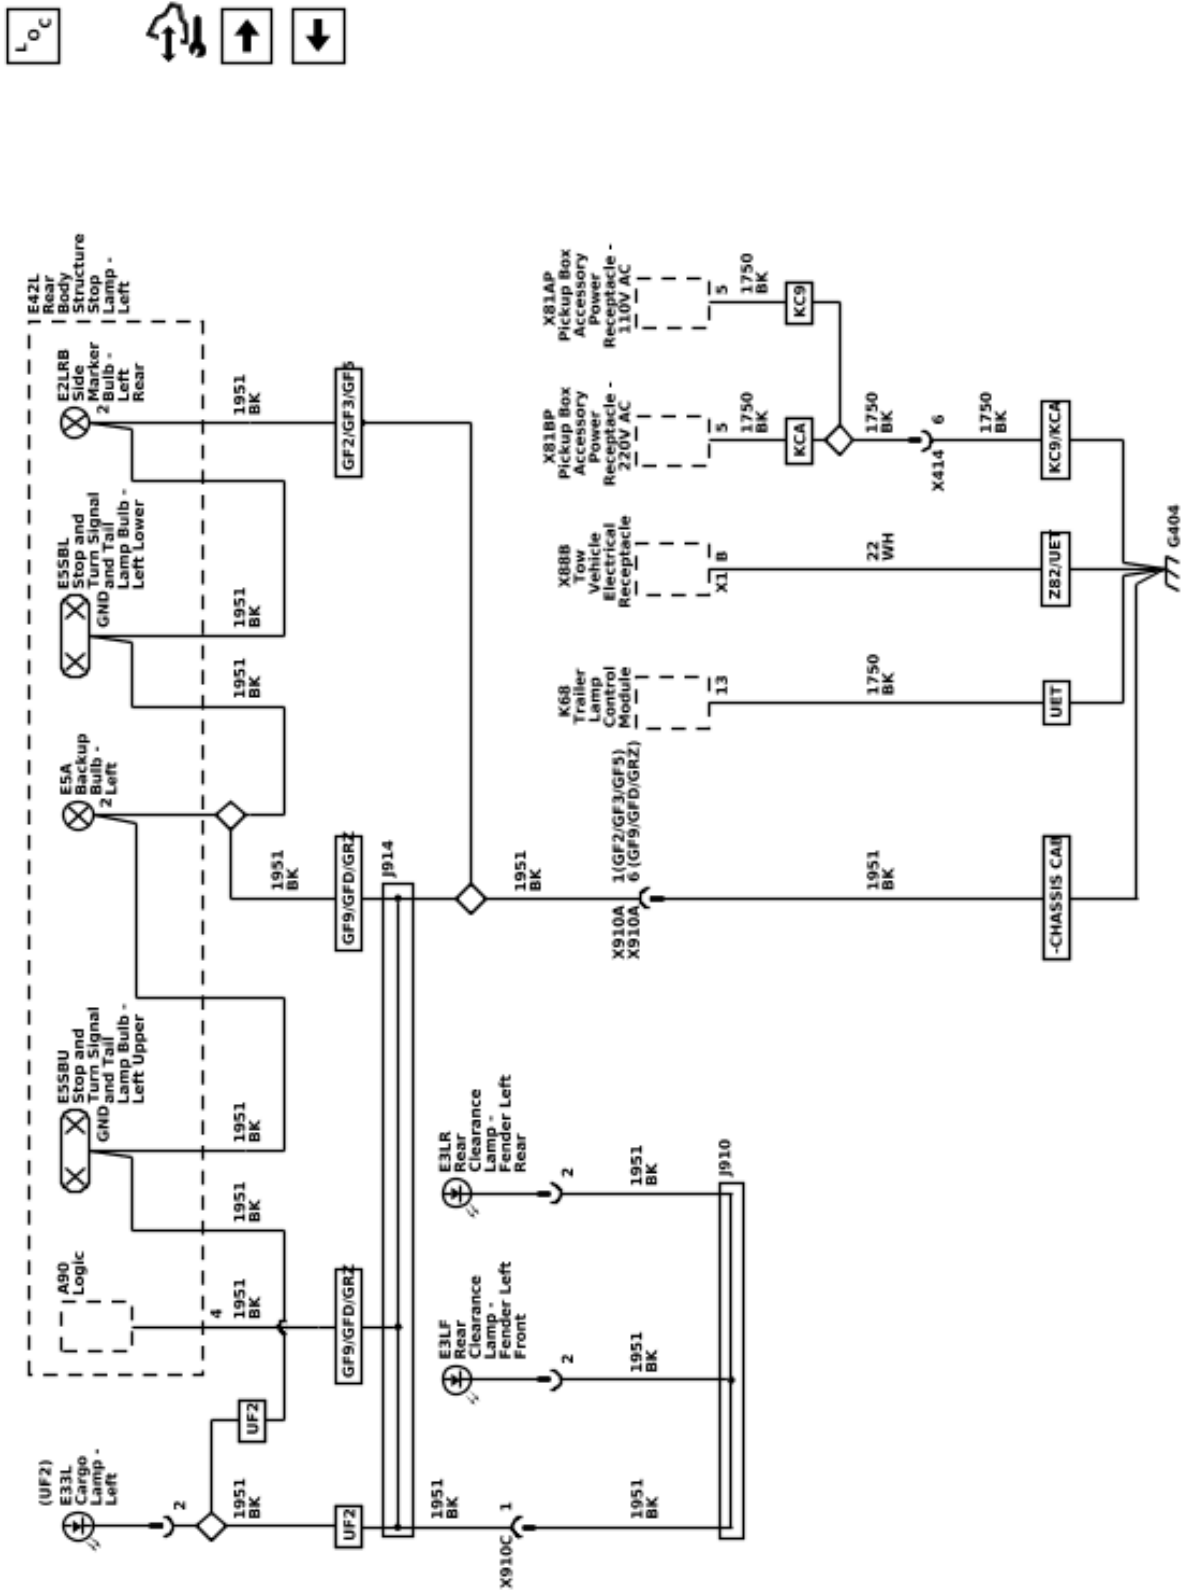 (UF2)
E33L
Cargo
Lamp -
Left
2
A90
Logic
4
E5SBU
Stop and
Turn Signal
and Tail
Lamp Bulb -
Left Upper
GND
E5A
Backup
Bulb -
Left
2
E5SBL
Stop and
Turn Signal
and Tail
Lamp Bulb -
Left Lower
GND
E2LRB
Side
Marker
Bulb -
Left
Rear
2
E42L
Rear
Body
Structure
Stop
Lamp -
Left
LOC
1951
BK
UF2
1951
BK
1951
BK
1951
BK
1951
BK
1951
BK
1951
BK
1951
BK
UF2
GF9/GFD/GRZ
GF9/GFD/GRZ
GF2/GF3/GF5
J914
1951
BK
X910C
1
E3LF
Rear
Clearance
Lamp -
Fender Left
Front
2
E3LR
Rear
Clearance
Lamp -
Fender Left
Rear
2
1951
BK
1951
BK
1951
BK
1951
BK
J910
X910A
X910A
1(GF2/GF3/GF5)
6 (GF9/GFD/GRZ)
K68
Trailer
Lamp
Control
Module
13
X88B
Tow
Vehicle
Electrical
Receptacle
X1
B
X81BP
Pickup Box
Accessory
Power
Receptacle -
220V AC
5
X81AP
Pickup Box
Accessory
Power
Receptacle -
110V AC
5
1750
BK
1750
BK
KCA
KC9
1951
BK
1750
BK
22
WH
1750
BK
X414
6
1750
BK
-CHASSIS CAB
UET
Z82/UET
KC9/KCA
G404